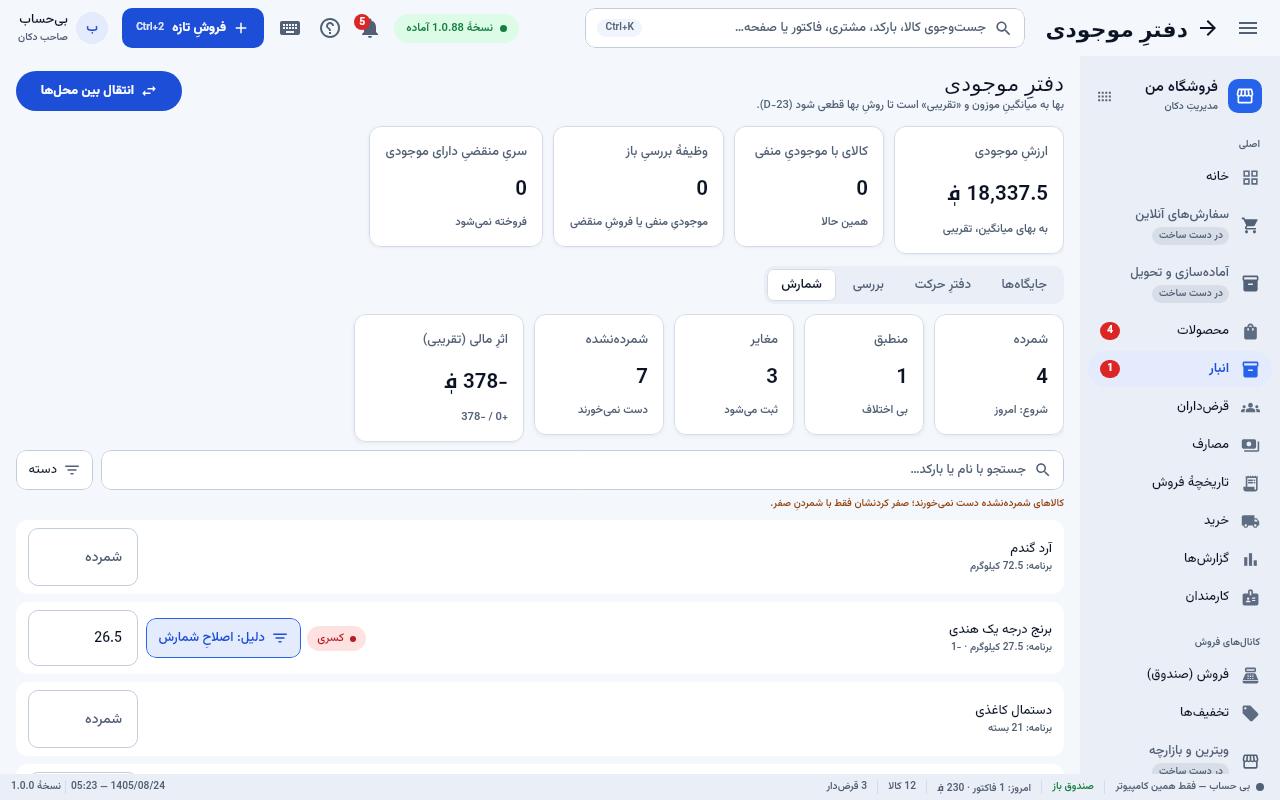 دفترِ موجودی
جست‌وجوی کالا، بارکد، مشتری، فاکتور یا صفحه...
Ctrl+K
نسخهٔ 1.0.88 آماده
5
فروشِ تازه
Ctrl+2
ب
بی‌حساب
صاحب دکان
فروشگاه من
مدیریت دکان
اصلی
خانه
سفارش‌های آنلاین
در دست ساخت
آماده‌سازی و تحویل
در دست ساخت
محصولات
4
انبار
1
قرض‌داران
مصارف
تاریخچهٔ فروش
خرید
گزارش‌ها
کارمندان
کانال‌های فروش
فروش (صندوق)
تخفیف‌ها
ویترین و بازارچه
در دست ساخت
دفترِ موجودی
بها به میانگینِ موزون و «تقریبی» است تا روشِ بها قطعی شود (D-23).
انتقال بین محل‌ها
ارزشِ موجودی
18,337.5 ؋
به بهای میانگین، تقریبی
کالای با موجودیِ منفی
0
همین حالا
وظیفهٔ بررسیِ باز
0
موجودیِ منفی یا فروشِ منقضی
سریِ منقضیِ دارای موجودی
0
فروخته نمی‌شود
جایگاه‌ها
دفترِ حرکت
بررسی
شمارش
شمرده
4
شروع: امروز
منطبق
1
بی اختلاف
مغایر
3
ثبت می‌شود
شمرده‌نشده
7
دست نمی‌خورند
اثرِ مالی (تقریبی)
−378 ؋
+0 / −378
جستجو با نام یا بارکد...
دسته
کالاهای شمرده‌نشده دست نمی‌خورند؛ صفر کردنشان فقط با شمردنِ صفر.
آرد گندم
برنامه: 72.5 کیلوگرم
شمرده
برنج درجه یک هندی
برنامه: 27.5 کیلوگرم · −1
کسری
دلیل: اصلاحِ شمارش
26.5
دستمال کاغذی
برنامه: 21 بسته
شمرده
بی حساب — فقط همین کامپیوتر
صندوق باز
امروز: 1 فاکتور · 230 ؋
12 کالا
3 قرض‌دار
1405/08/24 — 05:23
نسخهٔ 1.0.0